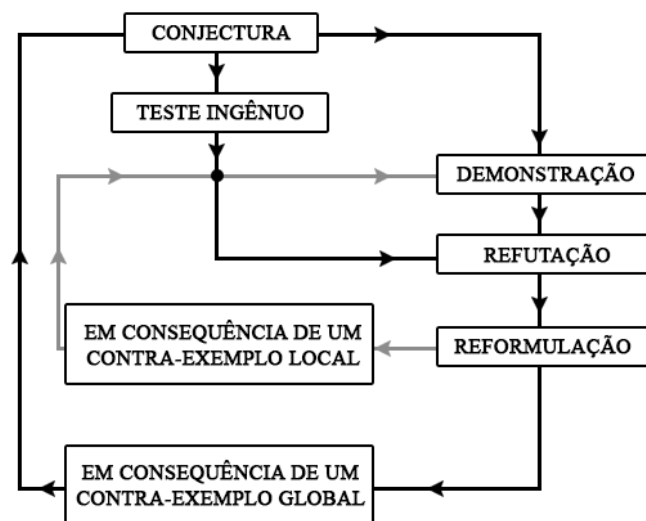 CONJECTURA
TESTE INGÊNUO
DEMONSTRAÇÃO
REFUTAÇÃO
REFORMULAÇÃO
EM CONSEQUÊNCIA DE UM
CONTRA-EXEMPLO LOCAL
EM CONSEQUÊNCIA DE UM
CONTRA-EXEMPLO GLOBAL